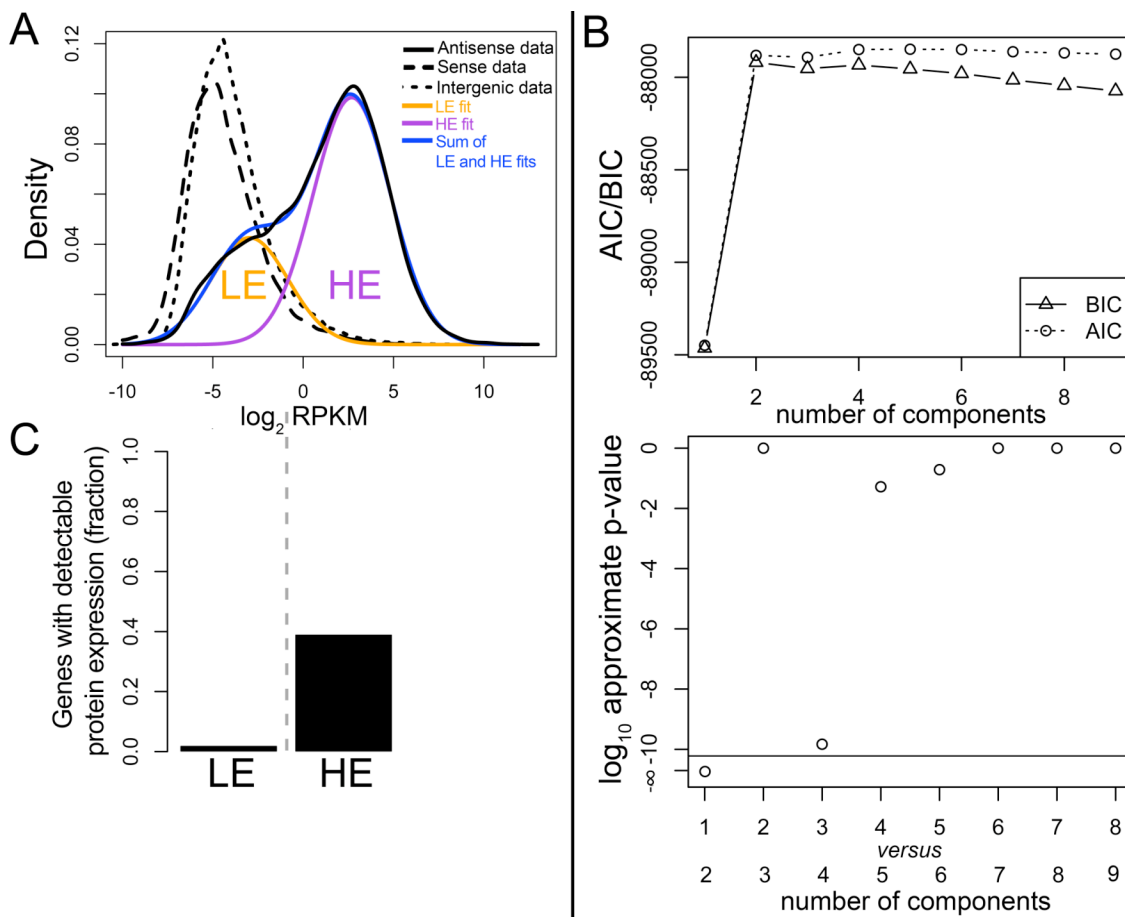 A
0.12
0.08
0.04
0.00
Density
Antisense data
Sense data
Intergenic data
LE fit
HE fit
Sum of
LE and HE fits
LE
HE
-10
-5
0
5
10
log2 RPKM
C
1.0
0.8
0.6
0.4
0.2
0.0
Genes with detectable
protein expression (fraction)
LE
HE
B
-88000
-88500
-89000
-89500
AIC/BIC
BIC
AIC
2
4
6
8
number of components
0
-2
-4
-6
-8
-10
-∞
log10 approximate p-value
1 2 3 4 5 6 7 8
versus
2 3 4 5 6 7 8 9
number of components